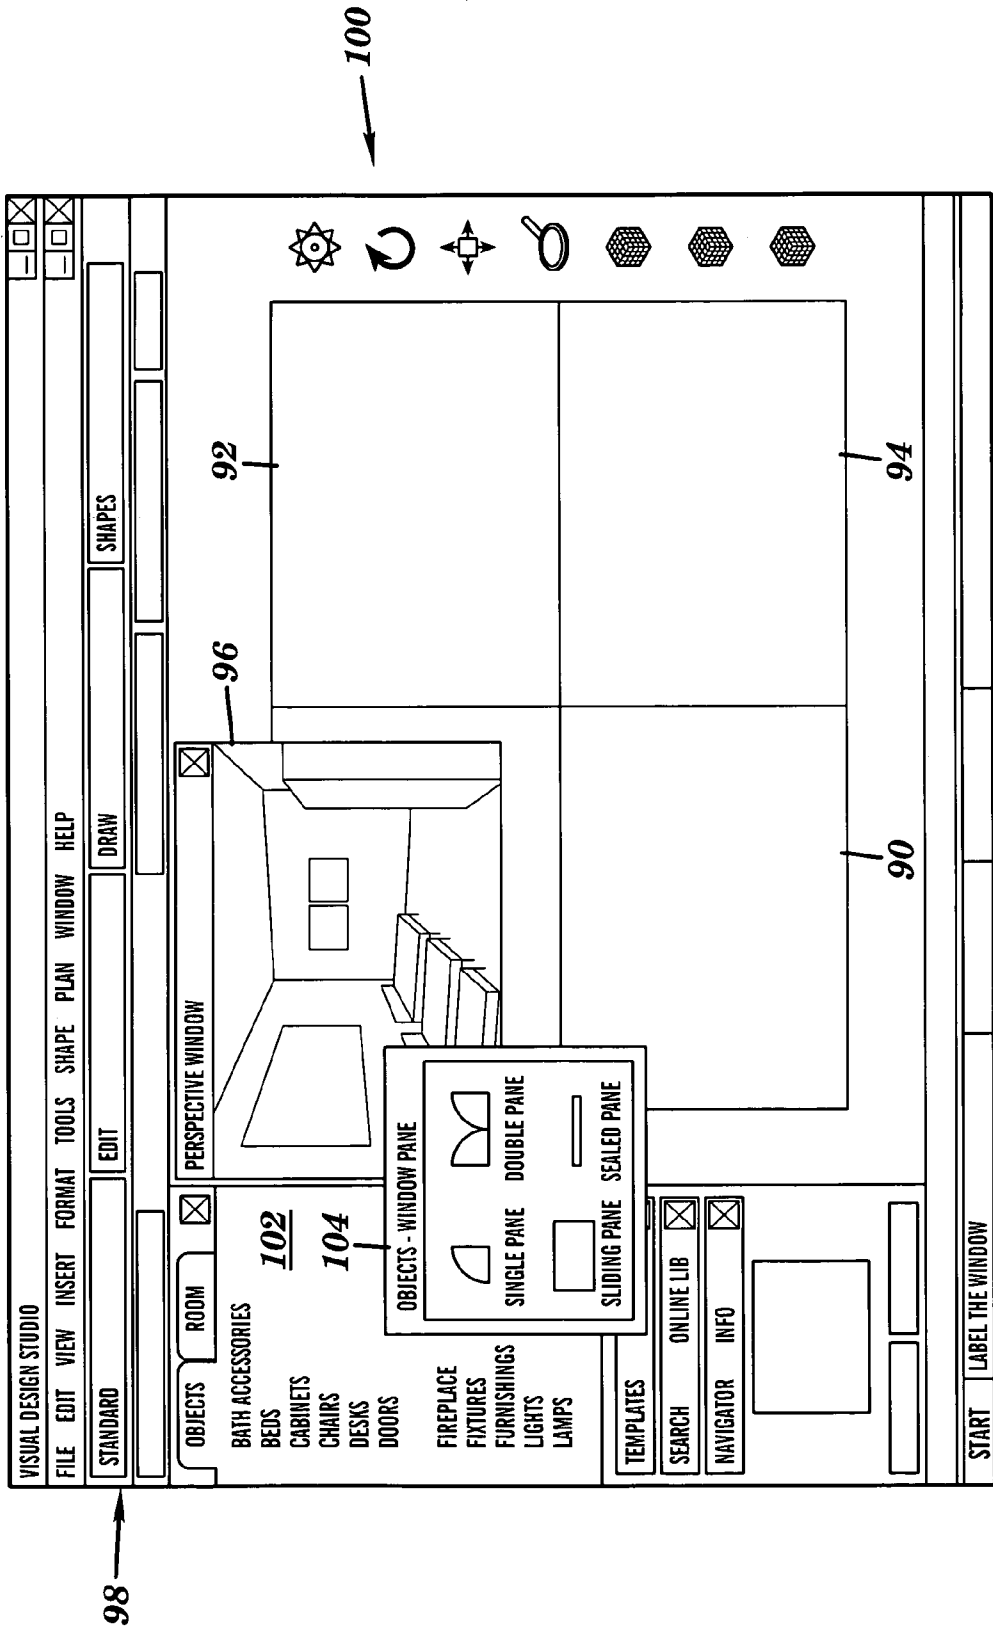 100
VISUAL DESIGN STUDIO
FILE EDIT VIEW INSERT FORMAT TOOLS SHAPE PLAN WINDOW HELP
98
STANDARD EDIT DRAW SHAPES
OBJECTS ROOM
PERSPECTIVE WINDOW
96
92
BATH ACCESSORIES
BEDS
CABINETS
CHAIRS
DESKS
DOORS
102
104
OBJECTS - WINDOW PANE
SINGLE PANE DOUBLE PANE
SLIDING PANE SEALED PANE
FIREPLACE
FIXTURES
FURNISHINGS
LIGHTS
LAMPS
TEMPLATES
SEARCH ONLINE LIB
NAVIGATOR INFO
90
94
START LABEL THE WINDOW